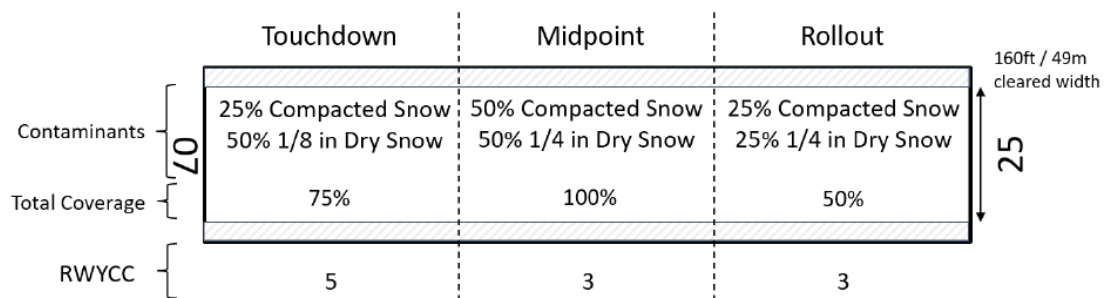 Touchdown
Midpoint
Rollout
160ft / 49m
cleared width
Contaminants
07
25% Compacted Snow
50% 1/8 in Dry Snow
50% Compacted Snow
50% 1/4 in Dry Snow
25% Compacted Snow
25% 1/4 in Dry Snow
25
Total Coverage
75%
100%
50%
RWYCC
5
3
3